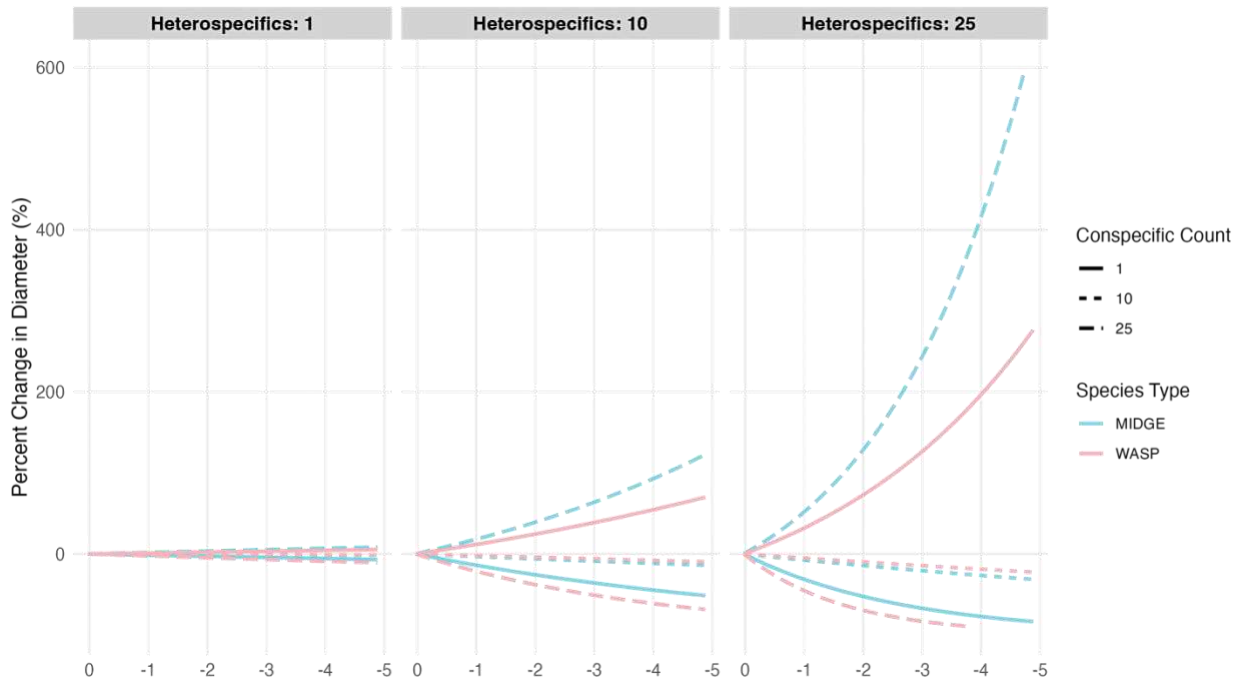 Heterospecifics: 1
Heterospecifics: 10
Heterospecifics: 25
Percent Change in Diameter (%)
600
400
200
0
0 -1 -2 -3 -4 -5
0 -1 -2 -3 -4 -5
0 -1 -2 -3 -4 -5
Conspecific Count
1
10
25
Species Type
MIDGE
WASP